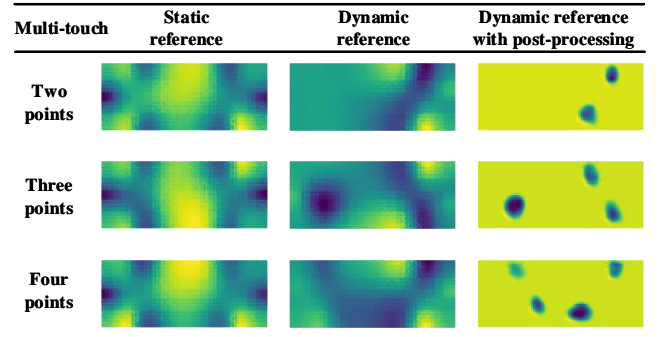 Multi-touch
Static
reference
Dynamic
reference
Dynamic reference
with post-processing
Two
points
Three
points
Four
points